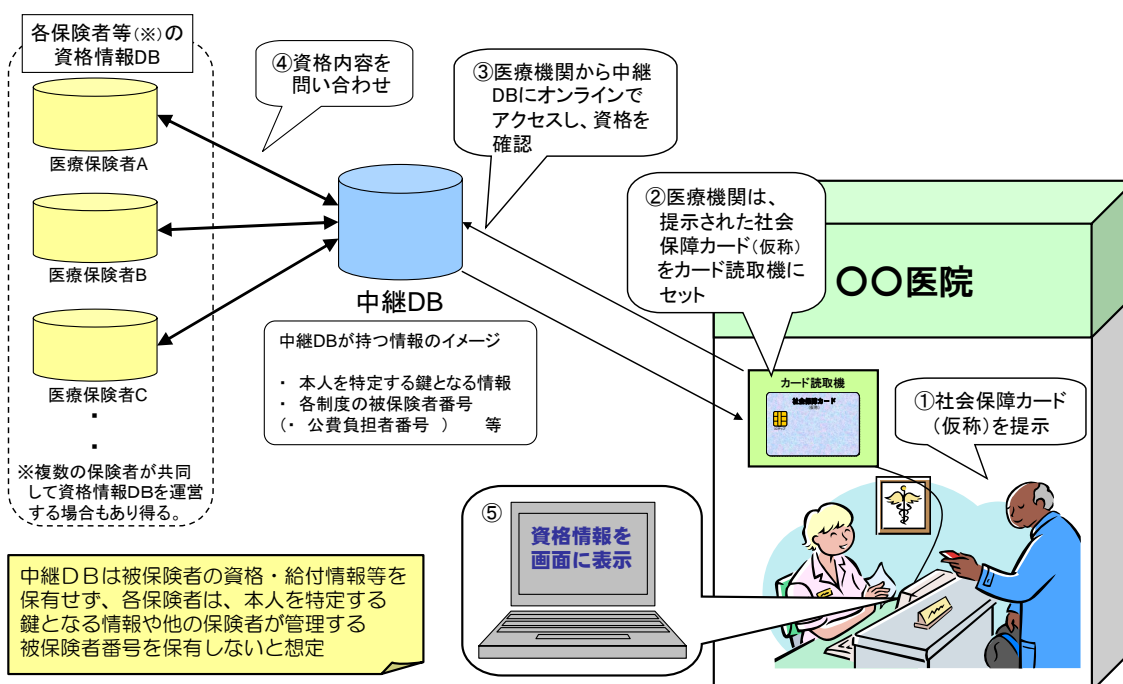 各保険者等(※)の
資格情報DB
医療保険者A
医療保険者B
医療保険者C
・
・
※複数の保険者が共同
して資格情報DBを運営
する場合もあり得る。
④資格内容を
問い合わせ
③医療機関から中継
DBにオンラインで
アクセスし、資格を
確認
中継DB
中継DBが持つ情報のイメージ
・ 本人を特定する鍵となる情報
・ 各制度の被保険者番号
(・ 公費負担者番号 ) 等
②医療機関は、
提示された社会
保障カード(仮称)
をカード読取機に
セット
〇〇医院
カード読取機
社会保障カード
(仮称)
①社会保障カード
(仮称)を提示
⑤
資格情報を
画面に表示
中継DBは被保険者の資格・給付情報等を
保有せず、各保険者は、本人を特定する
鍵となる情報や他の保険者が管理する
被保険者番号を保有しないと想定